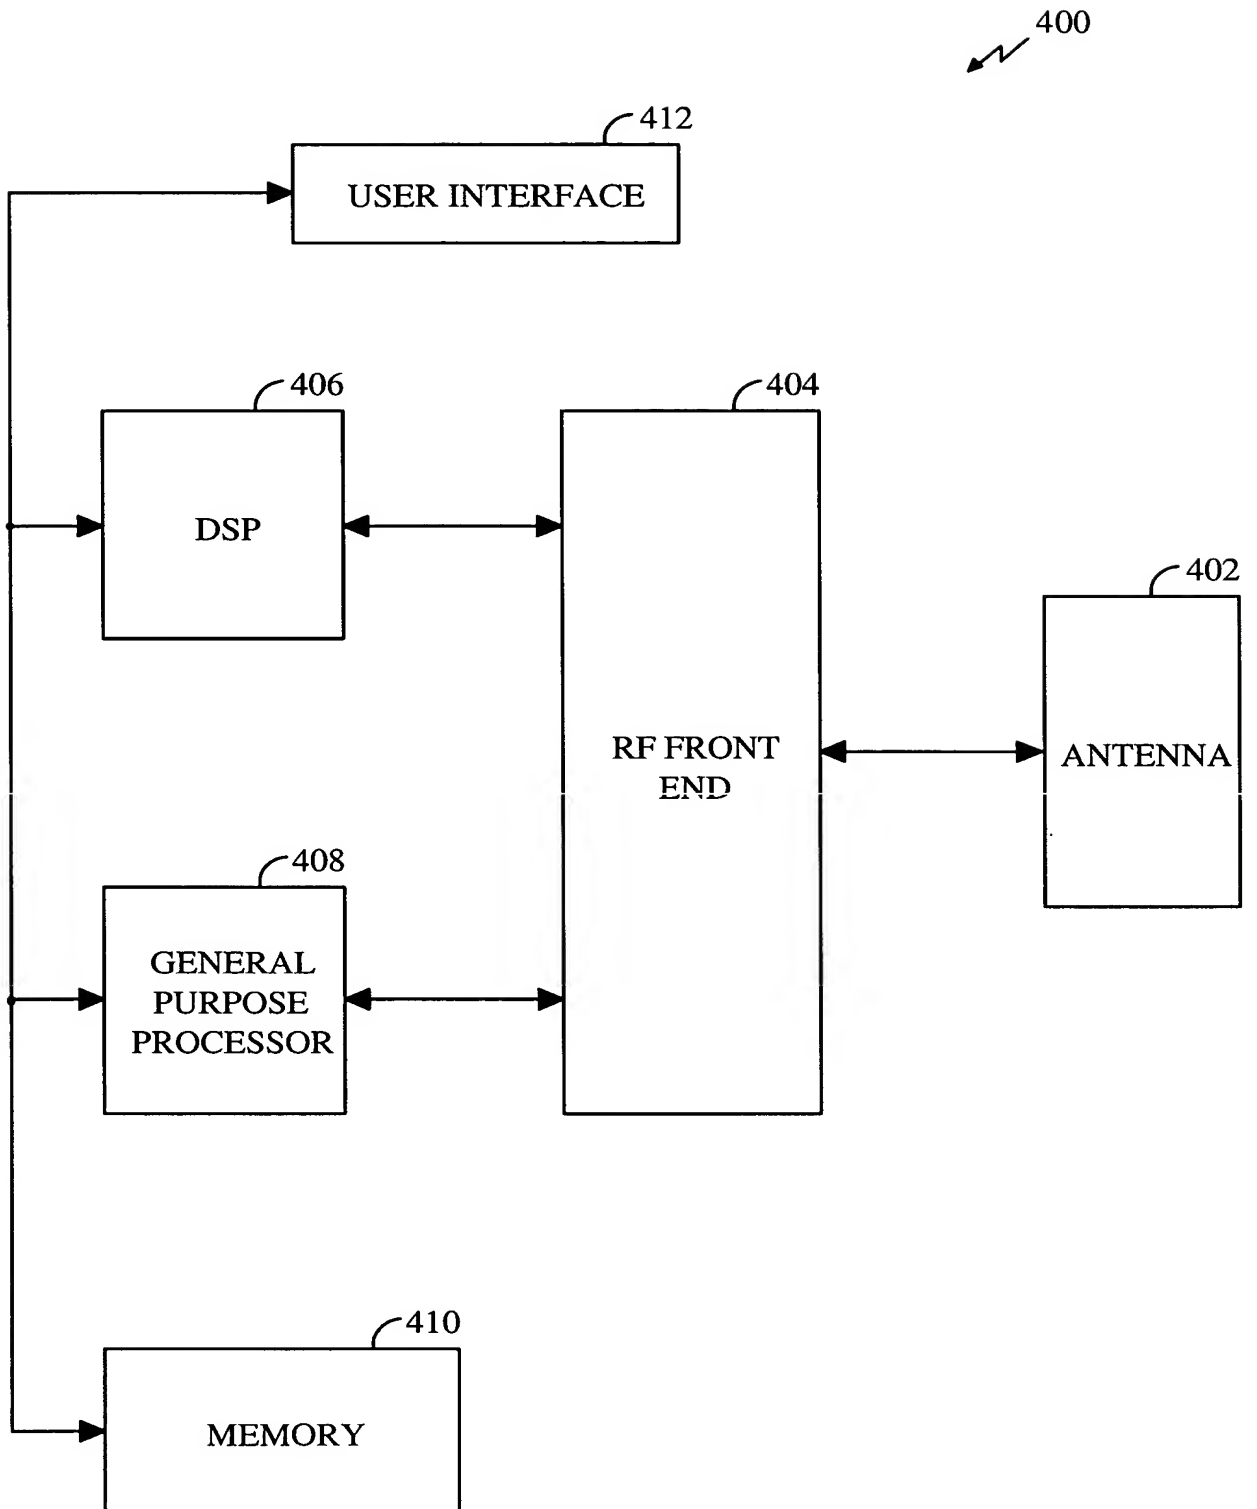 400
412
USER INTERFACE
406
404
DSP
402
RF FRONT
END
ANTENNA
408
GENERAL
PURPOSE
PROCESSOR
410
MEMORY